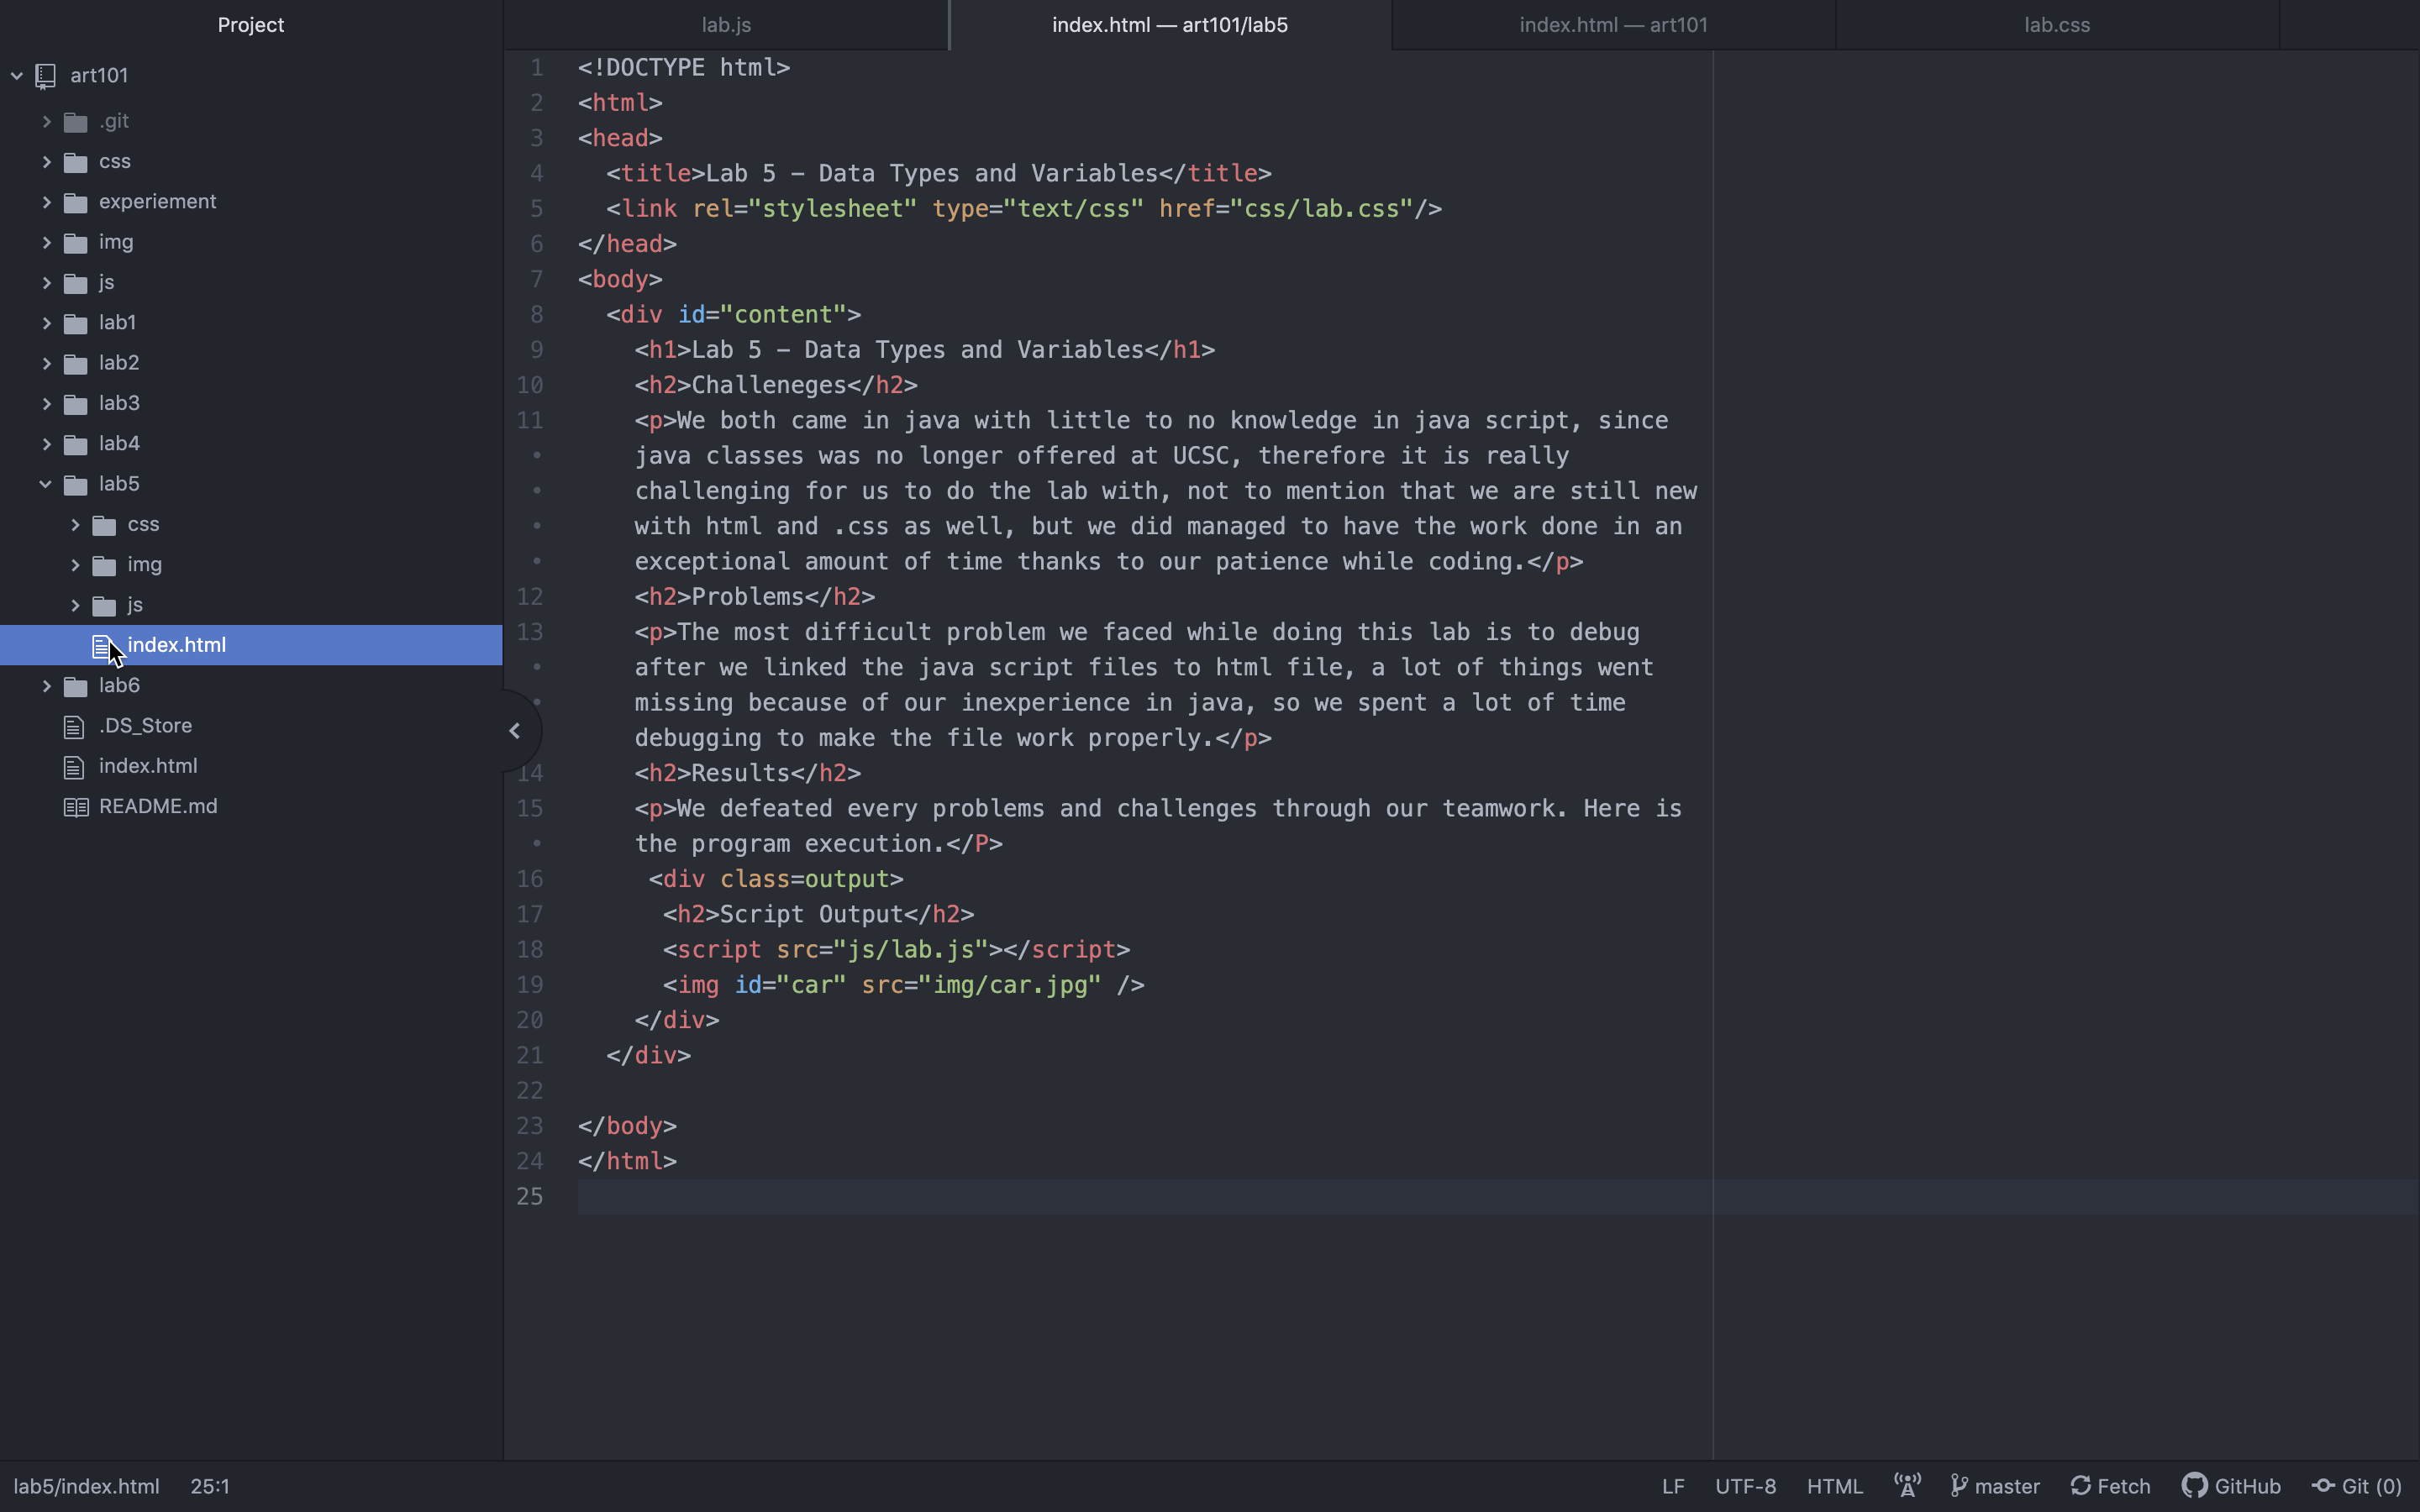 Project
art101
.git
css
experiement
img
js
lab1
lab2
lab3
lab4
lab5
css
img
js
index.html
lab6
.DS_Store
index.html
README.md
lab.js
index.html — art101/lab5
index.html — art101
lab.css
1 <!DOCTYPE html>
2 <html>
3 <head>
4 <title>Lab 5 – Data Types and Variables</title>
5 <link rel="stylesheet" type="text/css" href="css/lab.css"/>
6 </head>
7 <body>
8 <div id="content">
9 <h1>Lab 5 – Data Types and Variables</h1>
10 <h2>Challeneges</h2>
11 <p>We both came in java with little to no knowledge in java script, since
• java classes was no longer offered at UCSC, therefore it is really
• challenging for us to do the lab with, not to mention that we are still new
• with html and .css as well, but we did managed to have the work done in an
• exceptional amount of time thanks to our patience while coding.</p>
12 <h2>Problems</h2>
13 <p>The most difficult problem we faced while doing this lab is to debug
• after we linked the java script files to html file, a lot of things went
• missing because of our inexperience in java, so we spent a lot of time
debugging to make the file work properly.</p>
14 <h2>Results</h2>
15 <p>We defeated every problems and challenges through our teamwork. Here is
• the program execution.</P>
16 <div class=output>
17 <h2>Script Output</h2>
18 <script src="js/lab.js"></script>
19 <img id="car" src="img/car.jpg" />
20 </div>
21 </div>
22
23 </body>
24 </html>
25
lab5/index.html 25:1 LF UTF-8 HTML master Fetch GitHub Git (0)